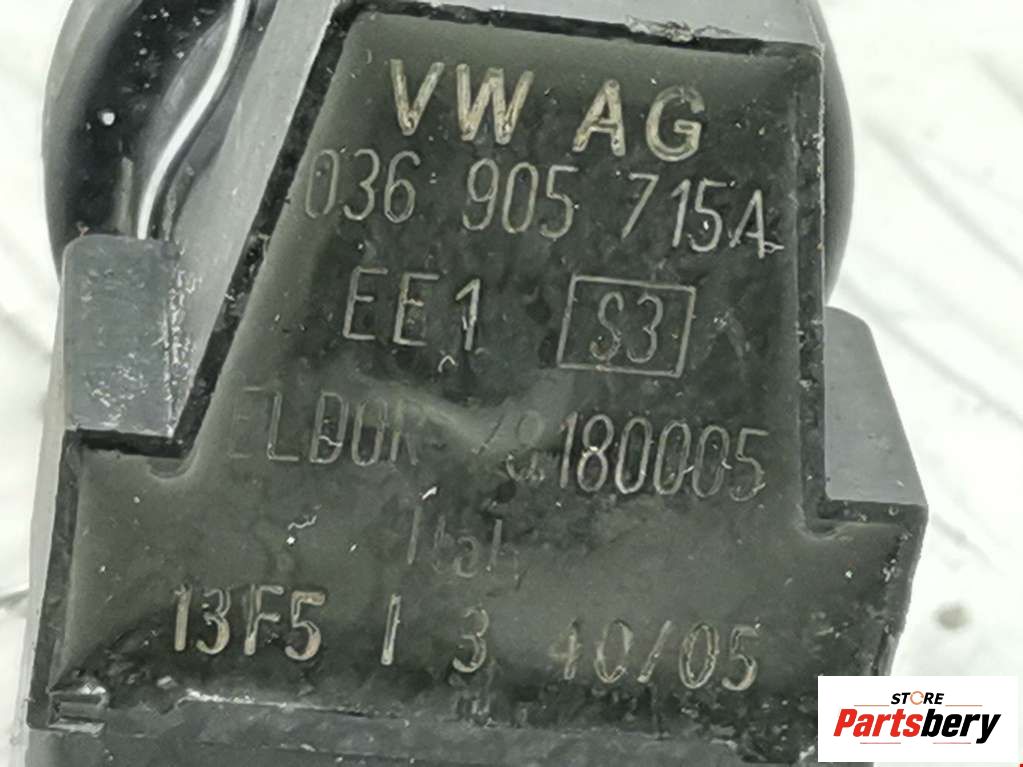 VW AG
036 905 715A
EE1 S3
180005
13F5 I 3 40/05
STORE
Partsbery